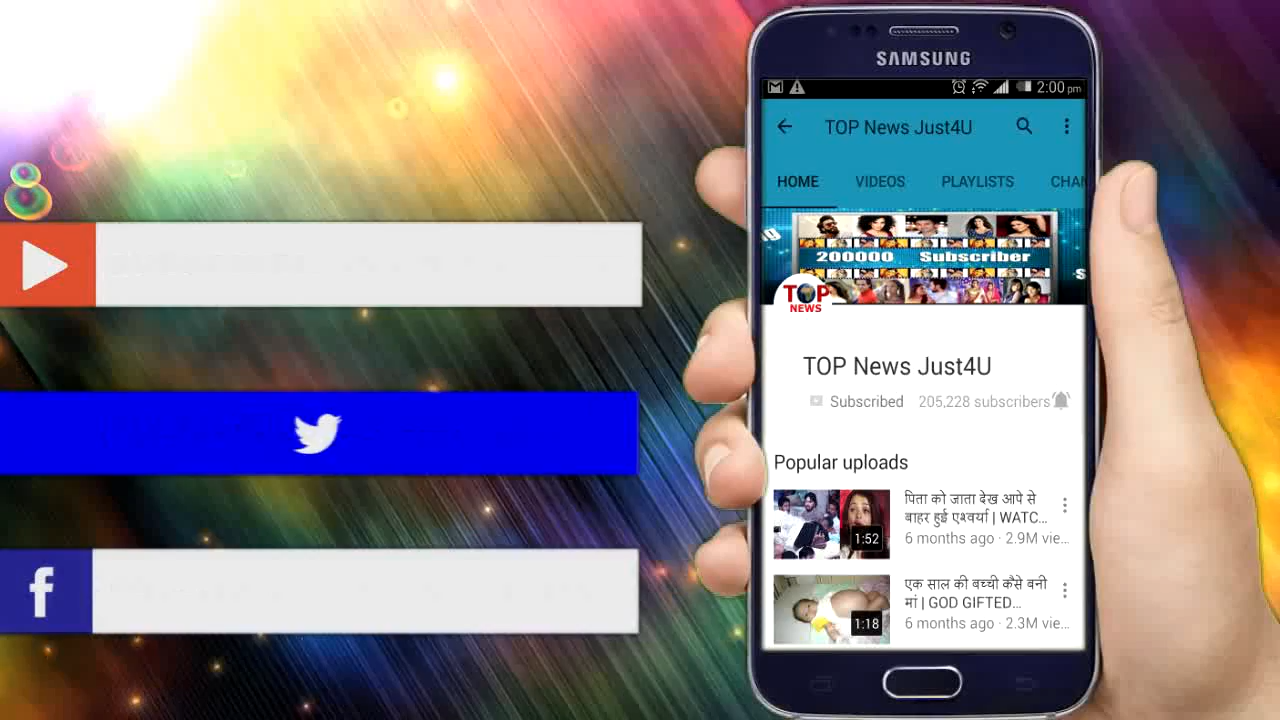 SAMSUNG
2:00 pm
TOP News Just4U
HOME VIDEOS PLAYLISTS CHAN
200000 Subscriber
TOP
NEWS
TOP News Just4U
Subscribed 205,228 subscribers
Popular uploads
पिता को जाता देख आपे से
बाहर हुई एश्वर्या | WATC...
1:52
6 months ago · 2.9M vie...
एक साल की बच्ची कैसे बनी
मां | GOD GIFTED...
1:18
6 months ago · 2.3M vie...